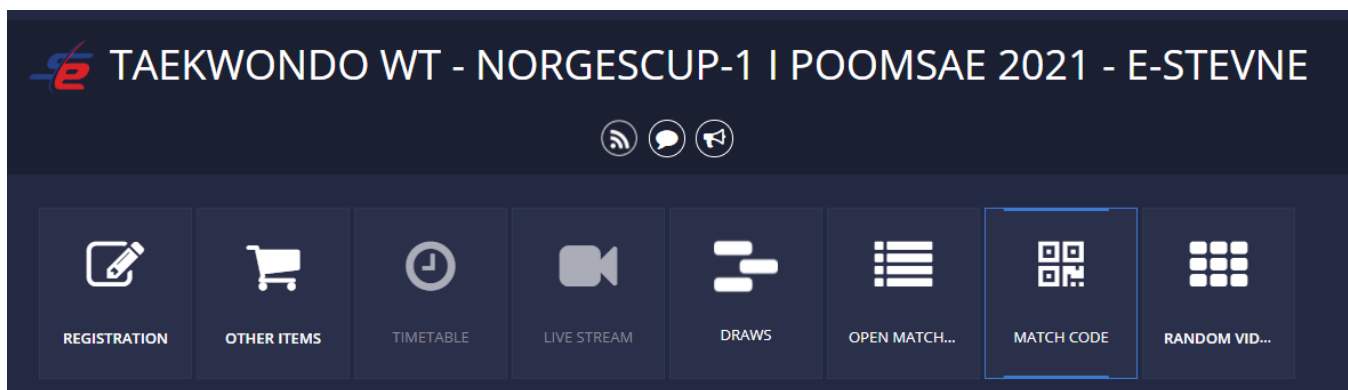 TAEKWONDO WT - NORGESCUP-1 I POOMSAE 2021 - E-STEVNE
REGISTRATION
OTHER ITEMS
TIMETABLE
LIVE STREAM
DRAWS
OPEN MATCH...
MATCH CODE
RANDOM VID...